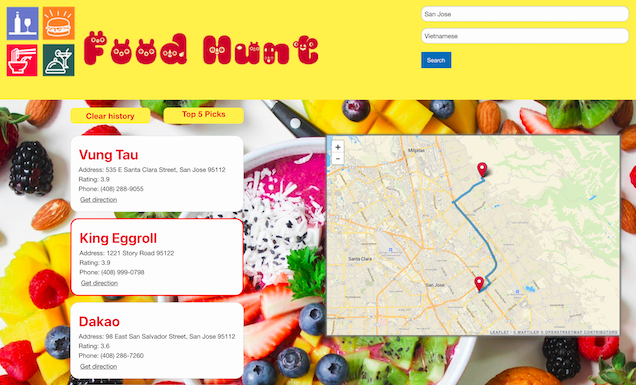 Food Hunt
San Jose
Vietnamese
Search
Clear history
Top 5 Picks
Vung Tau
Address: 535 E Santa Clara Street, San Jose 95112
Rating: 3.9
Phone: (408) 288-9055
Get direction
King Eggroll
Address: 1221 Story Road 95122
Rating: 3.9
Phone: (408) 999-0798
Get direction
Dakao
Address: 98 East San Salvador Street, San Jose 95112
Rating: 3.6
Phone: (408) 286-7260
Get direction
+
−
Milpitas
Santa Clara
San Jose
LEAFLET | © MAPTILER © OPENSTREETMAP CONTRIBUTORS